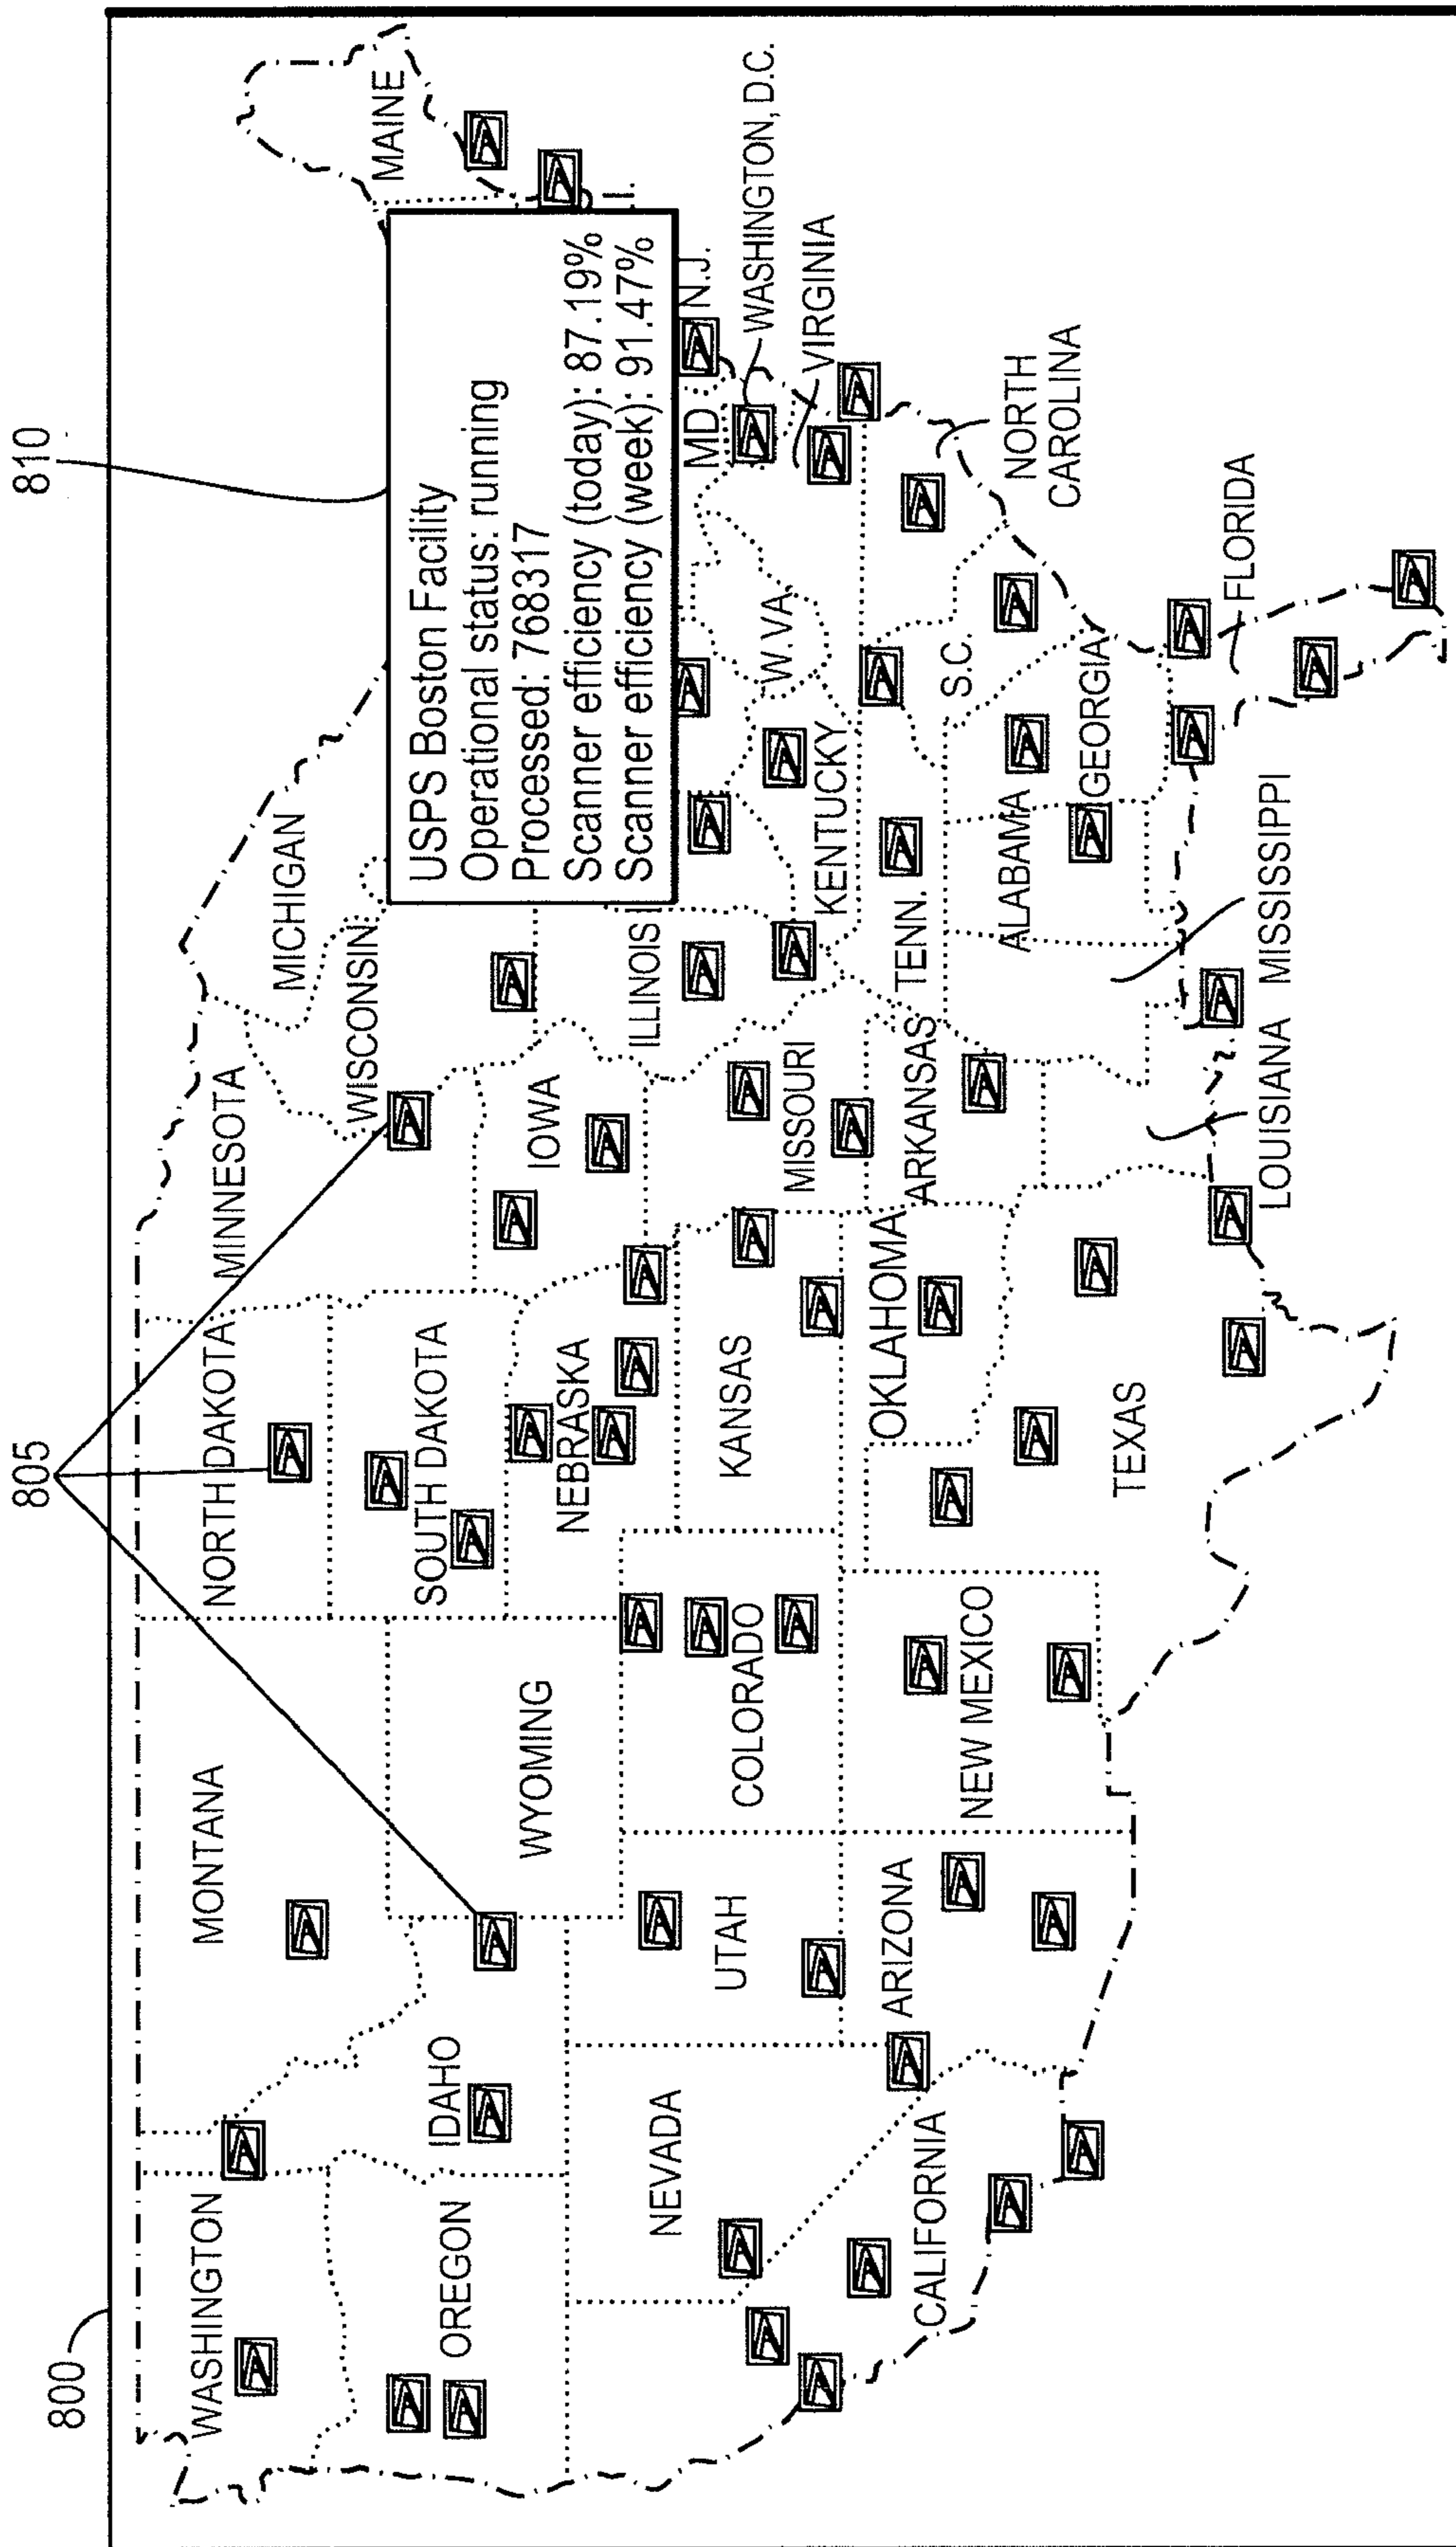 800
805
810
WASHINGTON
MONTANA
NORTH DAKOTA
MINNESOTA
MICHIGAN
MAINE
OREGON
IDAHO
WYOMING
SOUTH DAKOTA
WISCONSIN
USPS Boston Facility
Operational status: running
Processed: 768317
Scanner efficiency (today): 87.19%
Scanner efficiency (week): 91.47%
NEBRASKA
IOWA
ILLINOIS
NEVADA
UTAH
COLORADO
KANSAS
MISSOURI
KENTUCKY
W.VA.
MD
N.J.
WASHINGTON, D.C.
VIRGINIA
CALIFORNIA
ARIZONA
NEW MEXICO
OKLAHOMA
ARKANSAS
TENN.
S.C.
NORTH
CAROLINA
TEXAS
ALABAMA
GEORGIA
FLORIDA
LOUISIANA
MISSISSIPPI